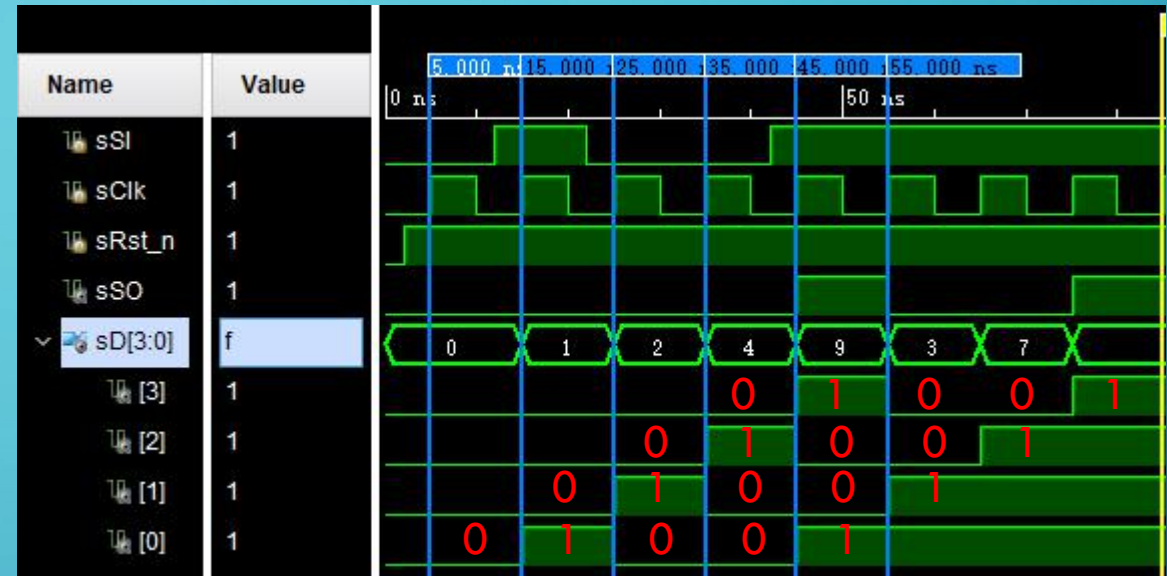 Name Value
5.000 n 15.000 25.000 35.000 45.000 55.000 ns
0 ns 50 ns
sSI 1
sClk 1
sRst_n 1
sSO 1
sD[3:0] f 0 1 2 4 9 3 7
[3] 1 0 1 0 0 1
[2] 1 0 1 0 0 1
[1] 1 0 1 0 0 1
[0] 1 0 1 0 0 1